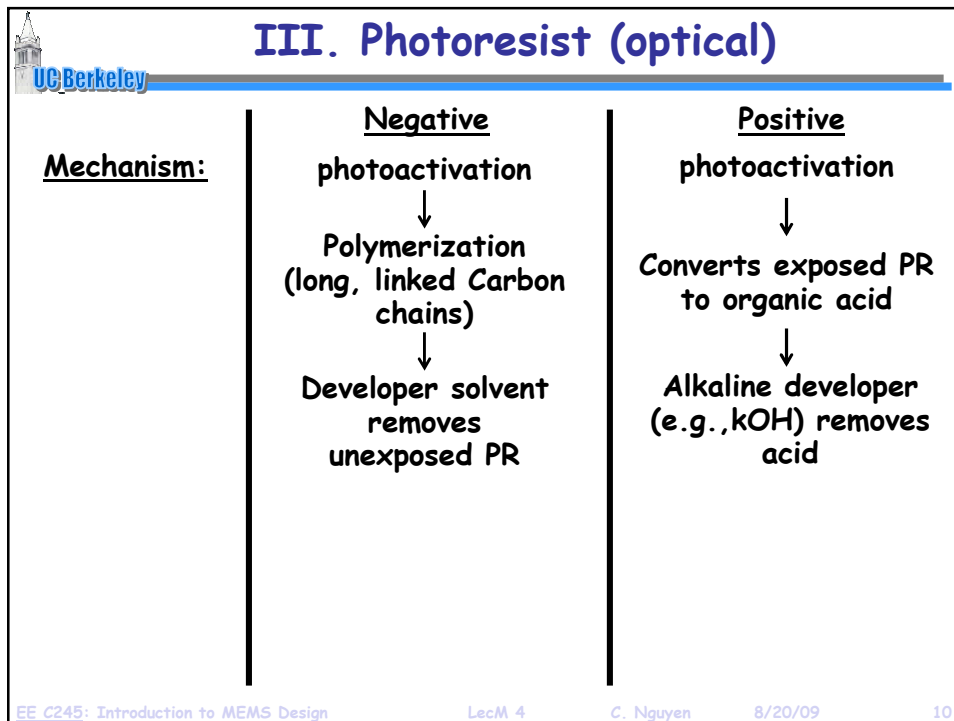 III. Photoresist (optical)
UC Berkeley
Mechanism:
Negative
photoactivation
Polymerization
(long, linked Carbon
chains)
Developer solvent
removes
unexposed PR
Positive
photoactivation
Converts exposed PR
to organic acid
Alkaline developer
(e.g.,kOH) removes
acid
EE C245: Introduction to MEMS Design LecM 4 C. Nguyen 8/20/09 10